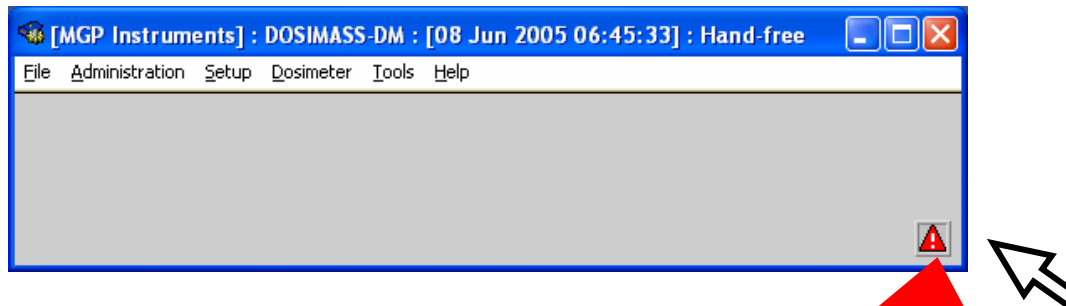 [MGP Instruments] : DOSIMASS-DM : [08 Jun 2005 06:45:33] : Hand-free
File Administration Setup Dosimeter Tools Help